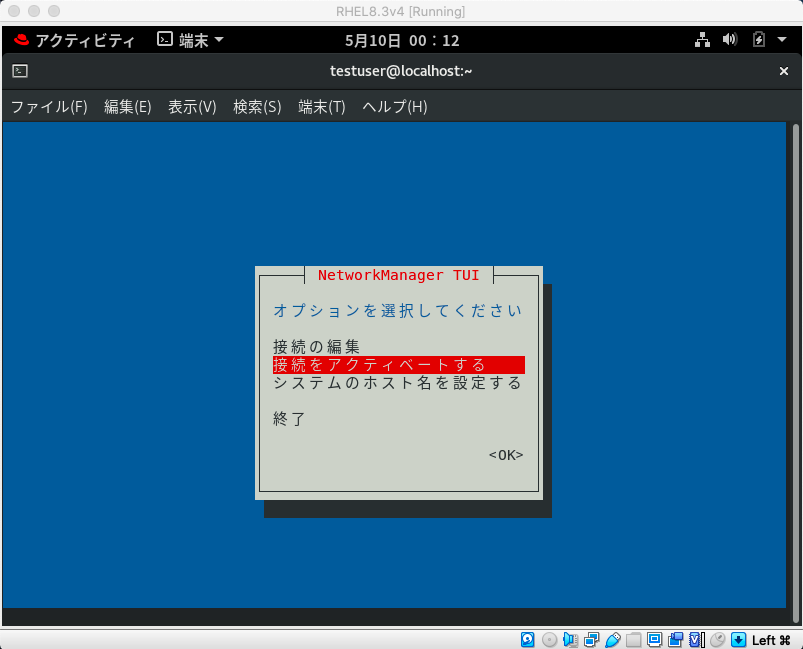 RHEL8.3v4 [Running]
アクティビティ 端末 5月10日 00：12
testuser@localhost:~
ファイル(F) 編集(E) 表示(V) 検索(S) 端末(T) ヘルプ(H)
NetworkManager TUI
オプションを選択してください
接続の編集
接続をアクティベートする
システムのホスト名を設定する
終了
<OK>
Left ⌘